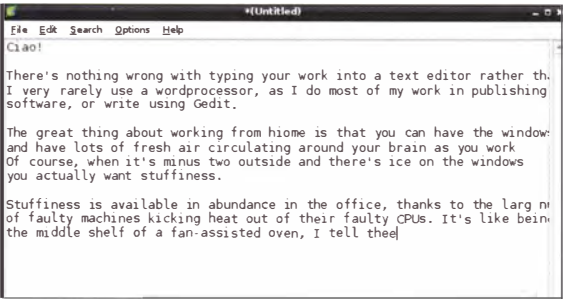 *(Untitled)
File Edit Search Options Help
Ciao!
There's nothing wrong with typing your work into a text editor rather
I very rarely use a wordprocessor, as I do most of my work in publishing
software, or write using Gedit.
The great thing about working from hiome is that you can have the
and have lots of fresh air circulating around your brain as you work
Of course, when it's minus two outside and there's ice on the windows
you actually want stuffiness.
Stuffiness is available in abundance in the office, thanks to the larg
of faulty machines kicking heat out of their faulty CPUs. It's like
the middle shelf of a fan-assisted oven, I tell thee